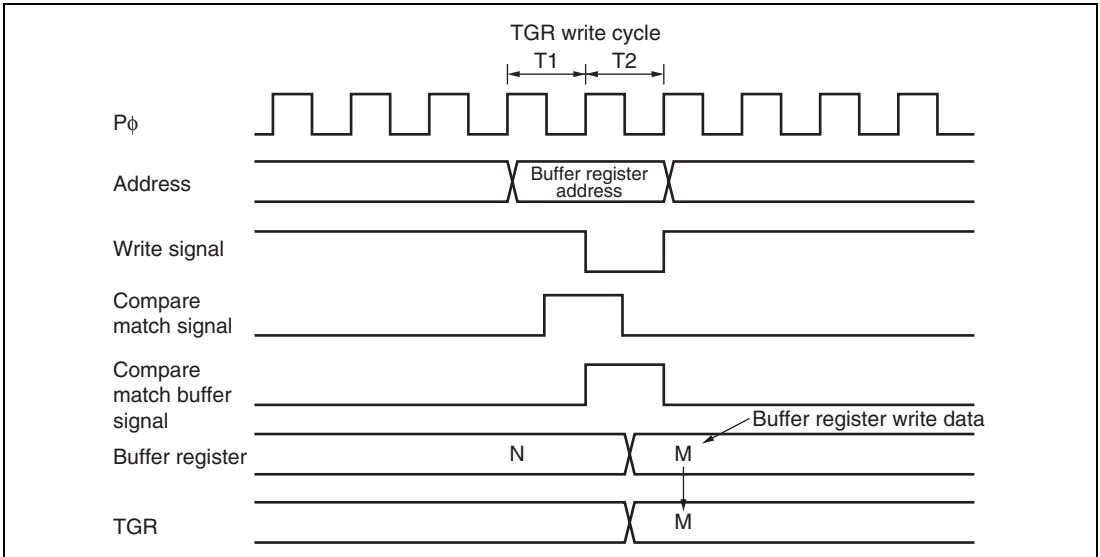 TGR write cycle
T1 T2
Pϕ
Address
Buffer register
address
Write signal
Compare
match signal
Compare
match buffer
signal
Buffer register write data
Buffer register N M
TGR M